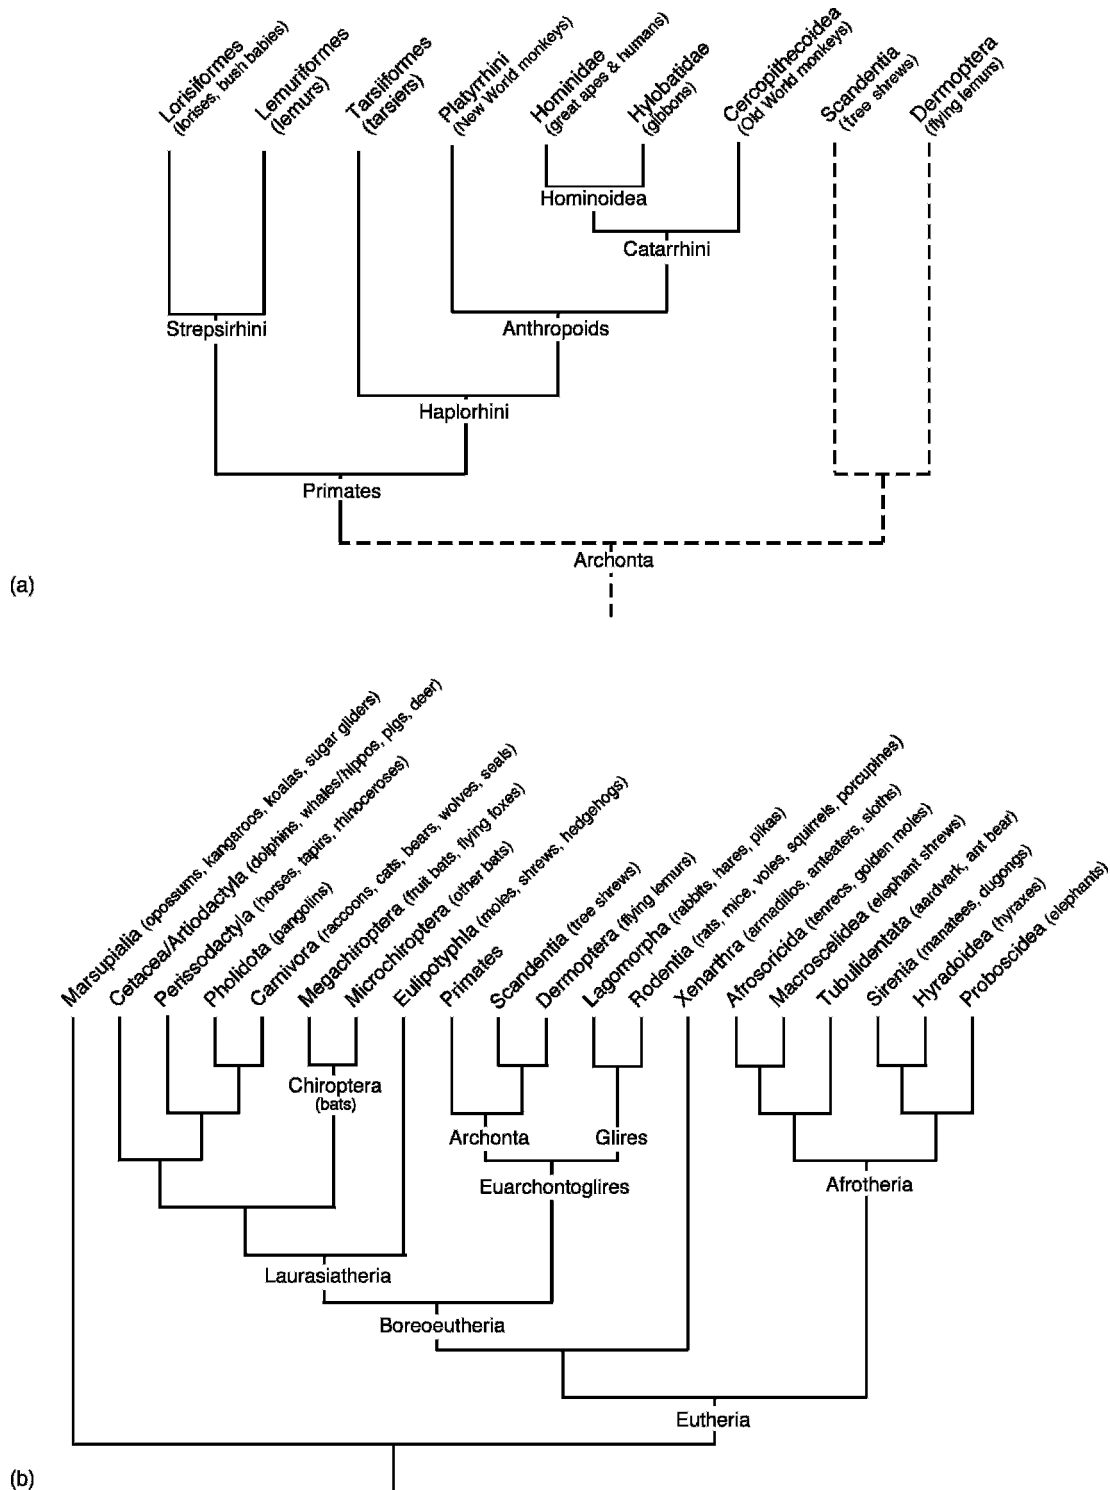 Lorisiformes
(lorises, bush babies)
Lemuriformes
(lemurs)
Tarsiiformes
(tarsiers)
Platyrrhini
(New World monkeys)
Hominidae
(great apes & humans)
Hylobatidae
(gibbons)
Cercopithecoidea
(Old World monkeys)
Scandentia
(tree shrews)
Dermoptera
(flying lemurs)
Hominoidea
Catarrhini
Strepsirhini
Anthropoids
Haplorhini
Primates
Archonta
(a)
Marsupialia (opossums, kangaroos, koalas, sugar gliders)
Cetacea/Artiodactyla (dolphins, whales/hippos, pigs, deer)
Perissodactyla (horses, tapirs, rhinoceroses)
Pholidota (pangolins)
Carnivora (raccoons, cats, bears, wolves, seals)
Megachiroptera (fruit bats, flying foxes)
Microchiroptera (other bats)
Eulipotyphla (moles, shrews, hedgehogs)
Primates
Scandentia (tree shrews)
Dermoptera (flying lemurs)
Lagomorpha (rabbits, hares, pikas)
Rodentia (rats, mice, voles, squirrels, porcupines)
Xenarthra (armadillos, anteaters, sloths)
Afrosoricida (tenrecs, golden moles)
Macroscelidea (elephant shrews)
Tubulidentata (aardvark, ant bear)
Sirenia (manatees, dugongs)
Hyradoidea (hyraxes)
Proboscidea (elephants)
Chiroptera
(bats)
Archonta
Glires
Euarchontoglires
Afrotheria
Laurasiatheria
Boreoeutheria
Eutheria
(b)